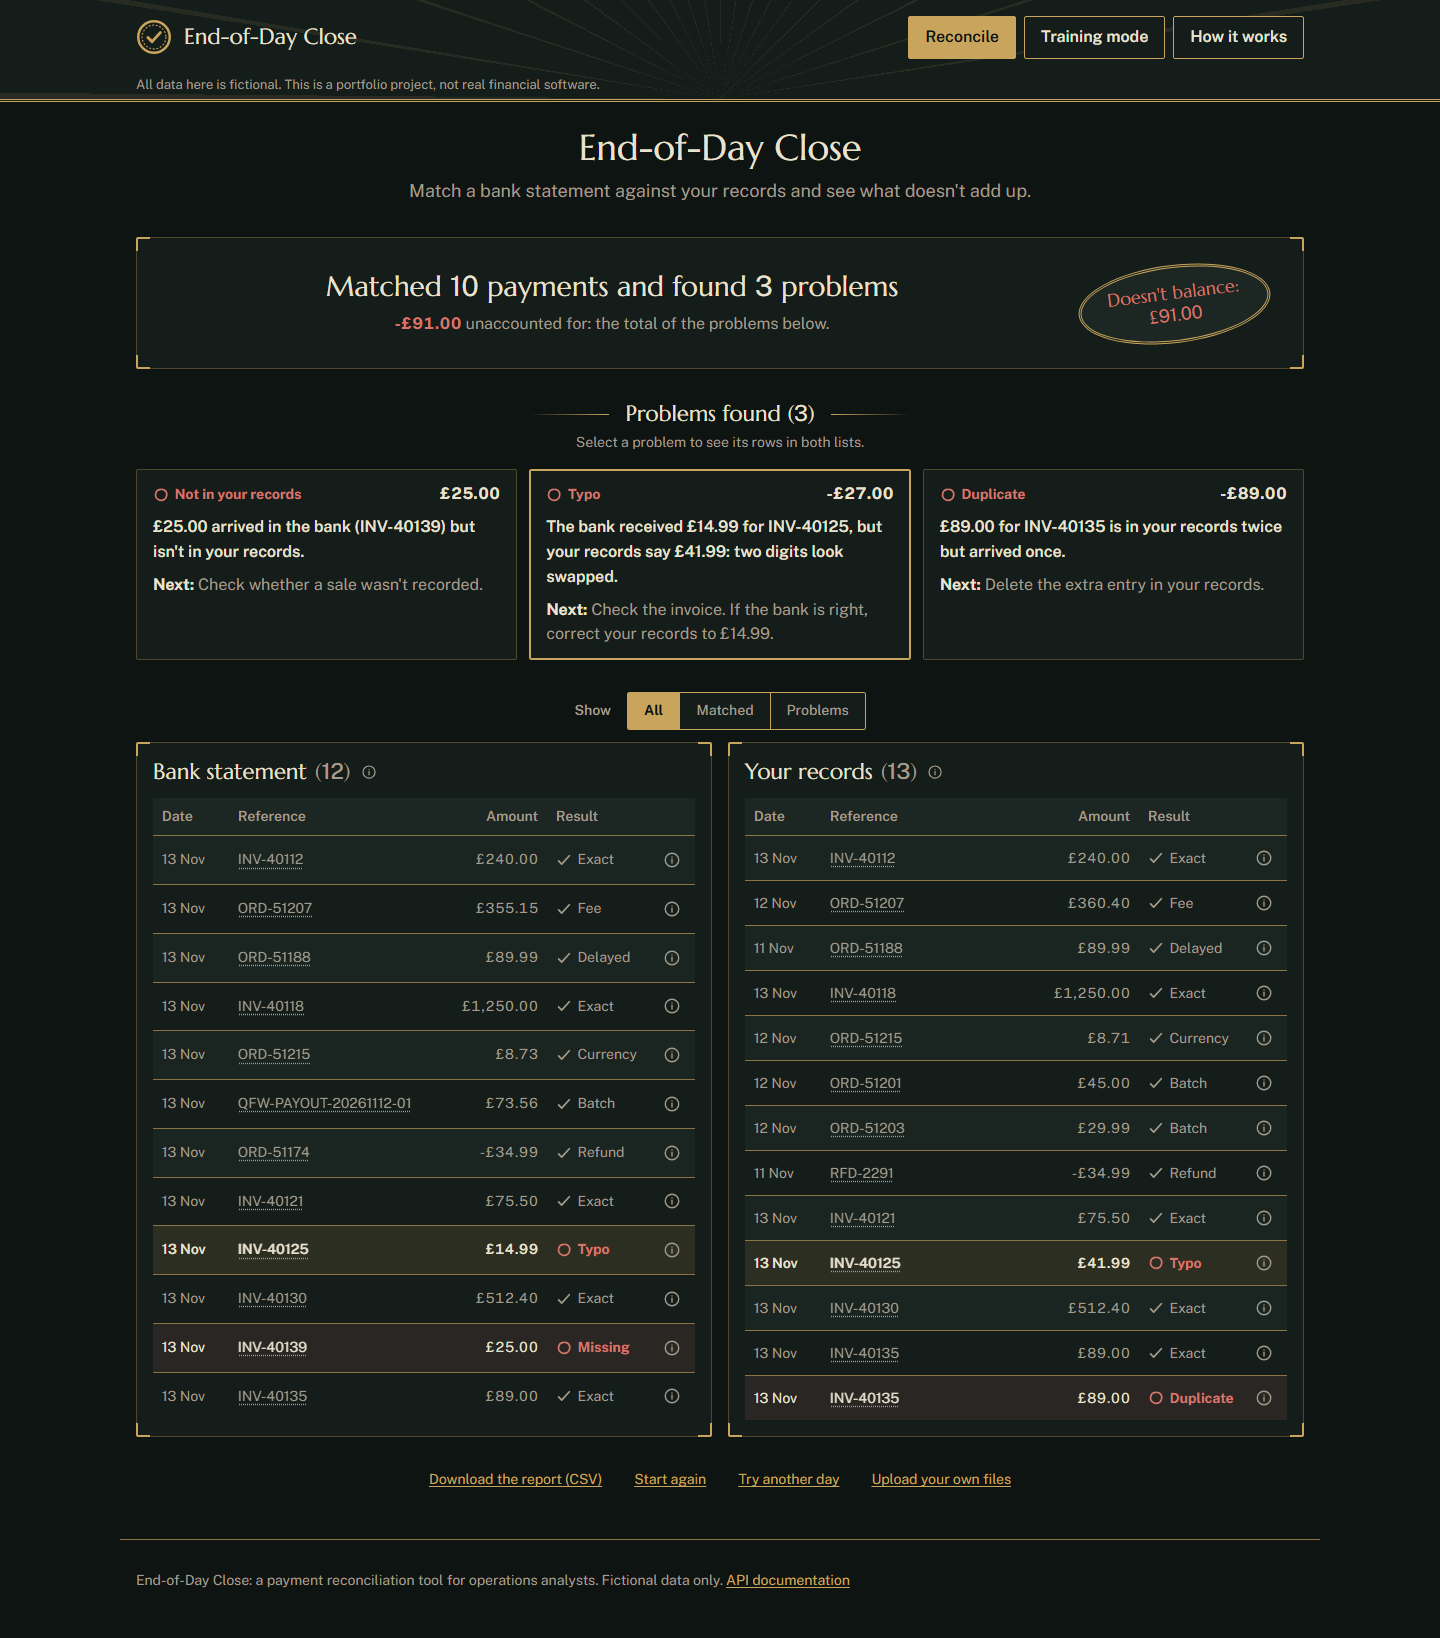 End-of-Day Close
Reconcile
Training mode
How it works
All data here is fictional. This is a portfolio project, not real financial software.
End-of-Day Close
Match a bank statement against your records and see what doesn't add up.
Matched 10 payments and found 3 problems
-£91.00 unaccounted for: the total of the problems below.
Doesn't balance:
£91.00
Problems found (3)
Select a problem to see its rows in both lists.
Not in your records £25.00
£25.00 arrived in the bank (INV-40139) but
isn't in your records.
Next: Check whether a sale wasn't recorded.
Typo -£27.00
The bank received £14.99 for INV-40125, but
your records say £41.99: two digits look
swapped.
Next: Check the invoice. If the bank is right,
correct your records to £14.99.
Duplicate -£89.00
£89.00 for INV-40135 is in your records twice
but arrived once.
Next: Delete the extra entry in your records.
Show All Matched Problems
Bank statement (12)
Date Reference Amount Result
13 Nov INV-40112 £240.00 Exact
13 Nov ORD-51207 £355.15 Fee
13 Nov ORD-51188 £89.99 Delayed
13 Nov INV-40118 £1,250.00 Exact
13 Nov ORD-51215 £8.73 Currency
13 Nov QFW-PAYOUT-20261112-01 £73.56 Batch
13 Nov ORD-51174 -£34.99 Refund
13 Nov INV-40121 £75.50 Exact
13 Nov INV-40125 £14.99 Typo
13 Nov INV-40130 £512.40 Exact
13 Nov INV-40139 £25.00 Missing
13 Nov INV-40135 £89.00 Exact
Your records (13)
Date Reference Amount Result
13 Nov INV-40112 £240.00 Exact
12 Nov ORD-51207 £360.40 Fee
11 Nov ORD-51188 £89.99 Delayed
13 Nov INV-40118 £1,250.00 Exact
12 Nov ORD-51215 £8.71 Currency
12 Nov ORD-51201 £45.00 Batch
12 Nov ORD-51203 £29.99 Batch
11 Nov RFD-2291 -£34.99 Refund
13 Nov INV-40121 £75.50 Exact
13 Nov INV-40125 £41.99 Typo
13 Nov INV-40130 £512.40 Exact
13 Nov INV-40135 £89.00 Exact
13 Nov INV-40135 £89.00 Duplicate
Download the report (CSV) Start again Try another day Upload your own files
End-of-Day Close: a payment reconciliation tool for operations analysts. Fictional data only. API documentation